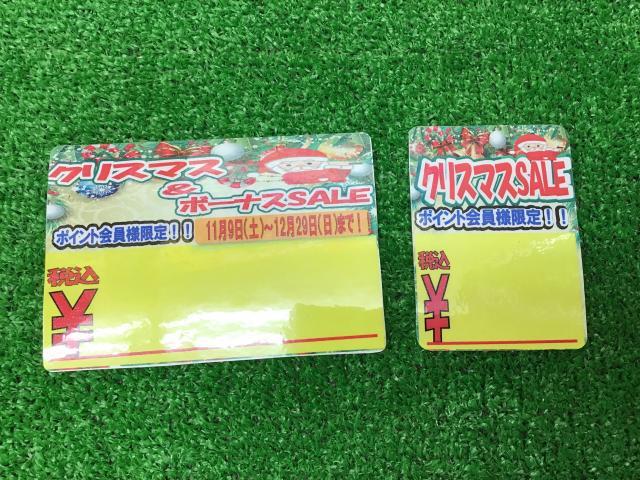 クリスマス
&
ボーナスSALE
ポイント会員様限定！！
11月9日(土)～12月29日(日)まで！！
税込
¥
クリスマスSALE
ポイント会員様限定！！
税込
¥